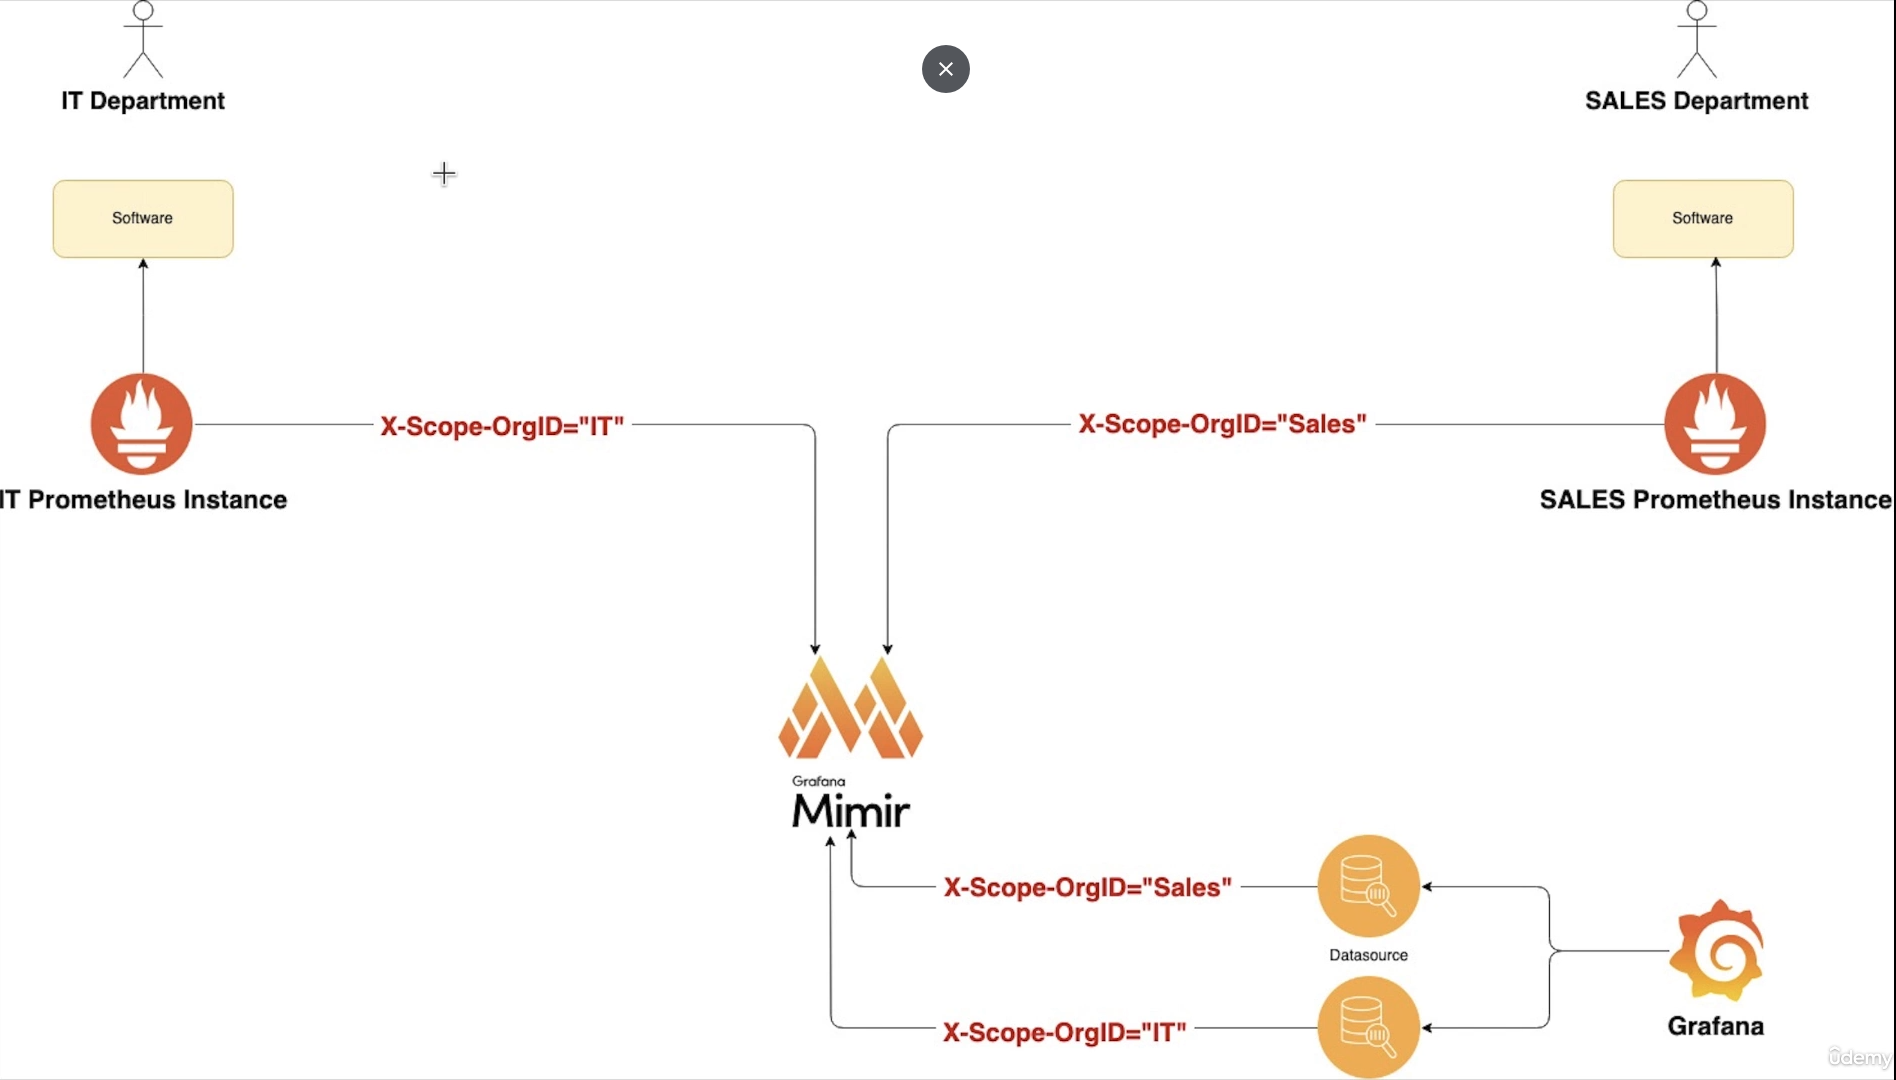 IT Department
SALES Department
Software
Software
X-Scope-OrgID="IT"
X-Scope-OrgID="Sales"
IT Prometheus Instance
SALES Prometheus Instance
Grafana
Mimir
X-Scope-OrgID="Sales"
Datasource
X-Scope-OrgID="IT"
Grafana
ûdemy